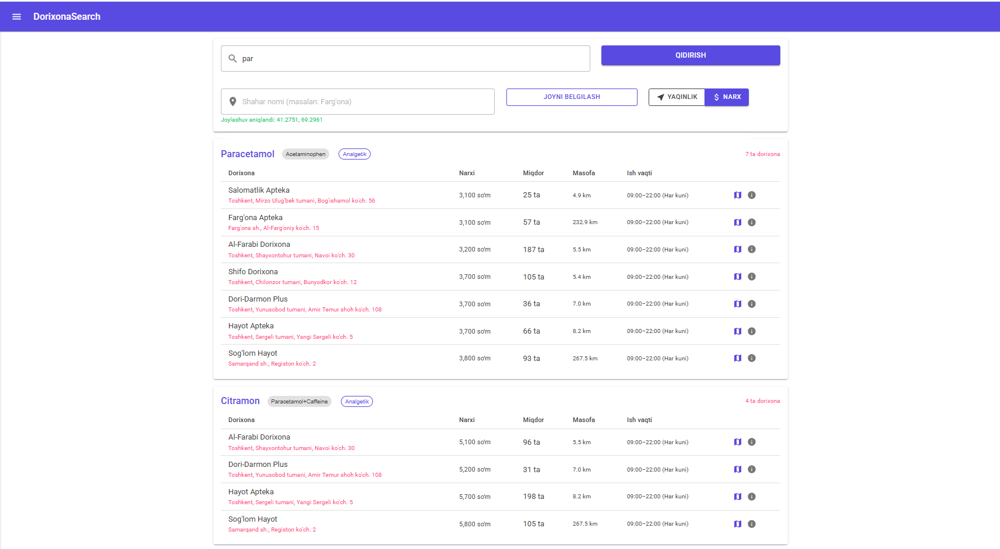 DorixonaSearch
par
QIDIRISH
Shahar nomi (masalan: Farg'ona)
JOYNI BELGILASH
YAQINLIK
$ NARX
Joylashuv aniqlandi: 41.2751, 69.2961
Paracetamol Acetaminophen Analgetik 7 ta dorixona
Dorixona Narxi Miqdor Masofa Ish vaqti
Salomatlik Apteka
Toshkent, Mirzo Ulug'bek tumani, Bog'ishamol ko'ch. 56
3,100 so'm 25 ta 4.9 km 09:00–22:00 (Har kuni)
Farg'ona Apteka
Farg'ona sh., Al-Farg'oniy ko'ch. 15
3,100 so'm 57 ta 232.9 km 09:00–22:00 (Har kuni)
Al-Farabi Dorixona
Toshkent, Shayxontohur tumani, Navoi ko'ch. 30
3,200 so'm 187 ta 5.5 km 09:00–22:00 (Har kuni)
Shifo Dorixona
Toshkent, Chilonzor tumani, Bunyodkor ko'ch. 12
3,700 so'm 105 ta 5.4 km 09:00–22:00 (Har kuni)
Dori-Darmon Plus
Toshkent, Yunusobod tumani, Amir Temur shoh ko'ch. 108
3,700 so'm 36 ta 7.0 km 09:00–22:00 (Har kuni)
Hayot Apteka
Toshkent, Sergeli tumani, Yangi Sergeli ko'ch. 5
3,700 so'm 66 ta 8.2 km 09:00–22:00 (Har kuni)
Sog'lom Hayot
Samarqand sh., Registon ko'ch. 2
3,800 so'm 93 ta 267.5 km 09:00–22:00 (Har kuni)
Citramon Paracetamol+Caffeine Analgetik 4 ta dorixona
Dorixona Narxi Miqdor Masofa Ish vaqti
Al-Farabi Dorixona
Toshkent, Shayxontohur tumani, Navoi ko'ch. 30
5,100 so'm 96 ta 5.5 km 09:00–22:00 (Har kuni)
Dori-Darmon Plus
Toshkent, Yunusobod tumani, Amir Temur shoh ko'ch. 108
5,200 so'm 31 ta 7.0 km 09:00–22:00 (Har kuni)
Hayot Apteka
Toshkent, Sergeli tumani, Yangi Sergeli ko'ch. 5
5,700 so'm 198 ta 8.2 km 09:00–22:00 (Har kuni)
Sog'lom Hayot
Samarqand sh., Registon ko'ch. 2
5,800 so'm 105 ta 267.5 km 09:00–22:00 (Har kuni)